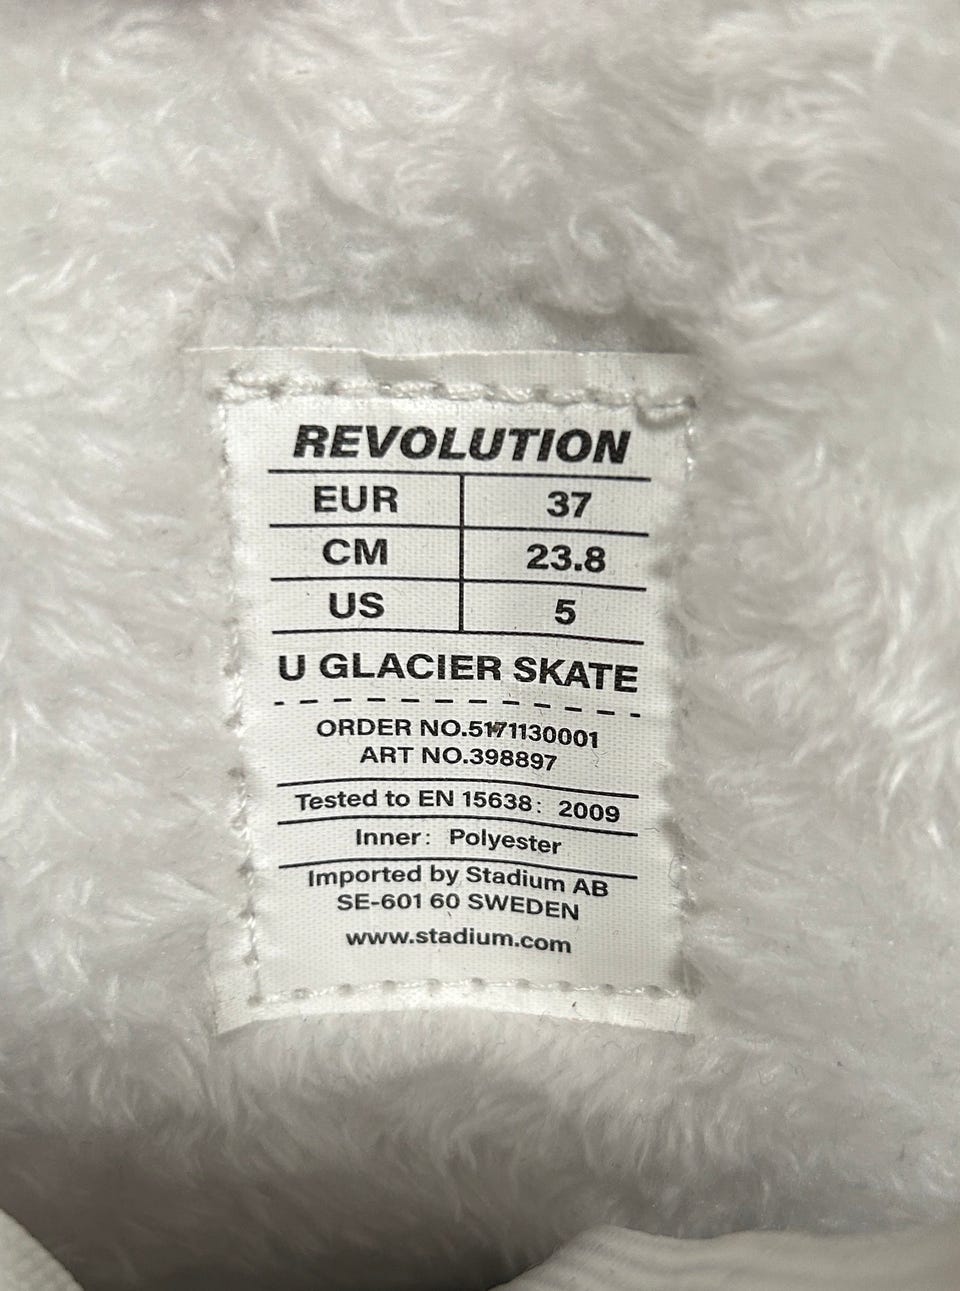 REVOLUTION
EUR 37
CM 23.8
US 5
U GLACIER SKATE
ORDER NO.5171130001
ART NO.398897
Tested to EN 15638: 2009
Inner: Polyester
Imported by Stadium AB
SE-601 60 SWEDEN
www.stadium.com